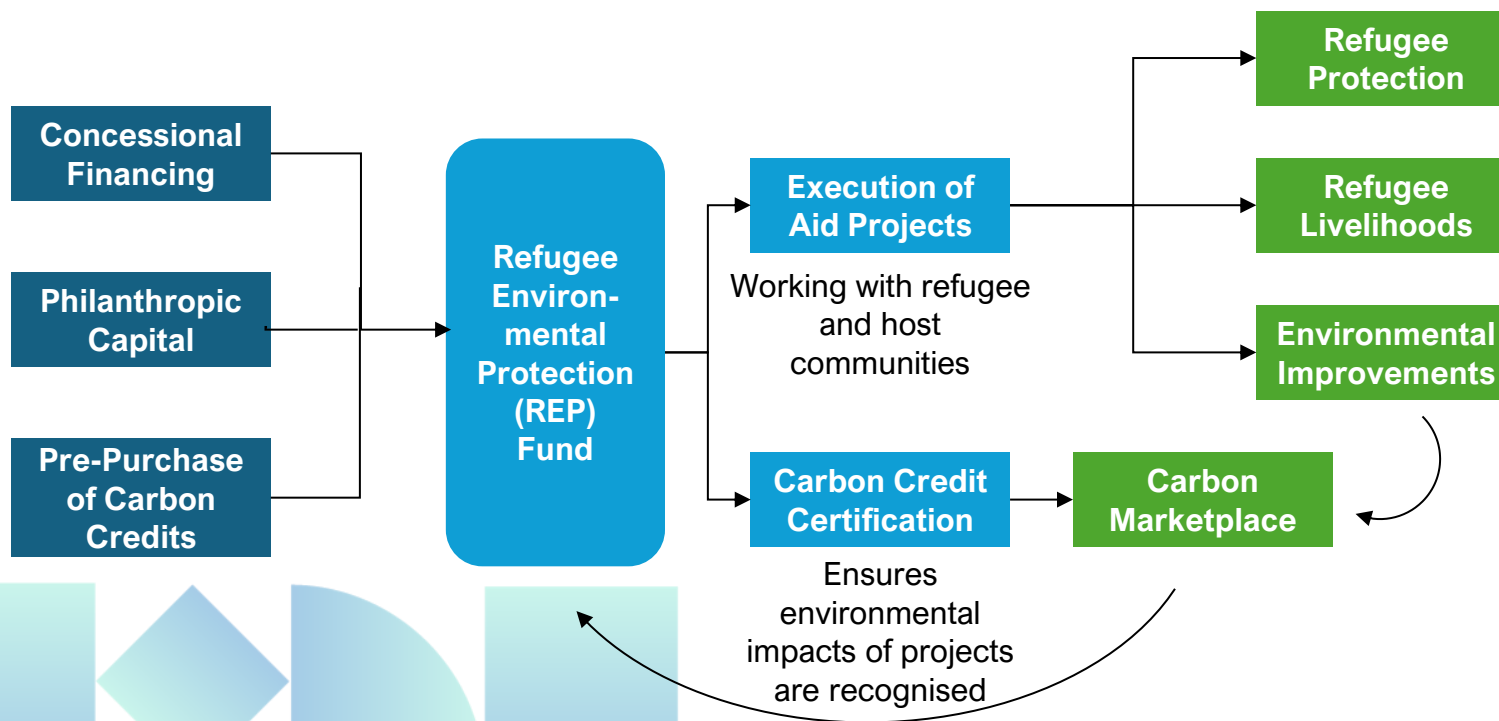 Concessional
Financing
Philanthropic
Capital
Pre-Purchase
of Carbon
Credits
Refugee
Environ-
mental
Protection
(REP)
Fund
Execution of
Aid Projects
Working with refugee
and host
communities
Carbon Credit
Certification
Ensures
environmental
impacts of projects
are recognised
Refugee
Protection
Refugee
Livelihoods
Environmental
Improvements
Carbon
Marketplace